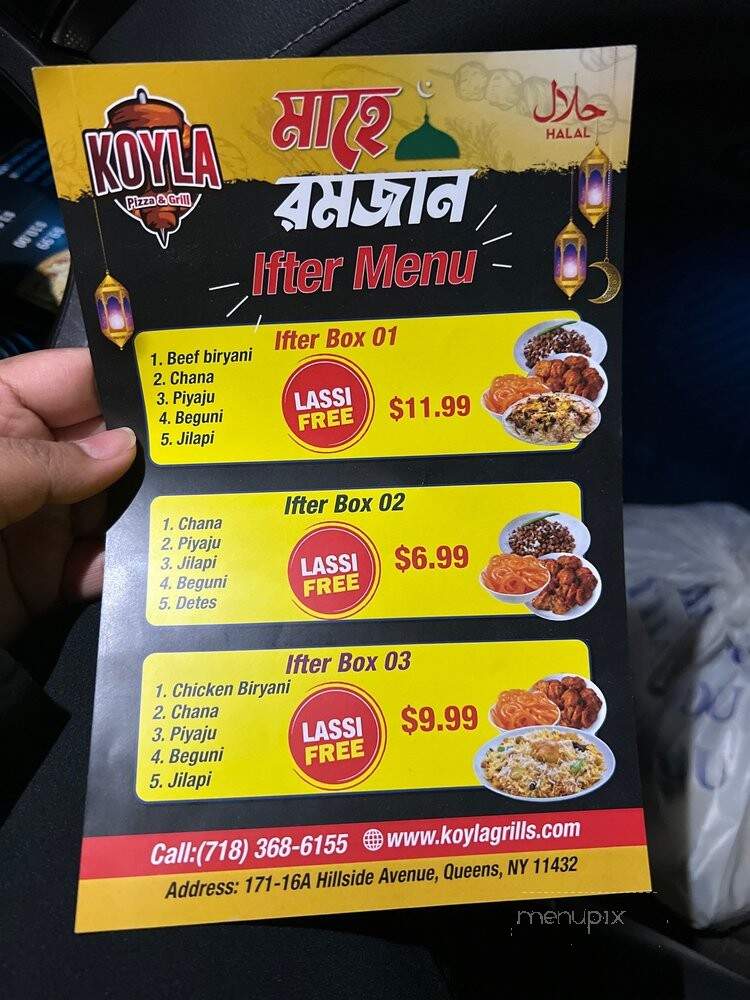 KOYLA
Pizza & Grill
মাহে
রমজান
حلال
HALAL
Ifter Menu
Ifter Box 01
1. Beef biryani
2. Chana
3. Piyaju
4. Beguni
5. Jilapi
LASSI
FREE
$11.99
Ifter Box 02
1. Chana
2. Piyaju
3. Jilapi
4. Beguni
5. Detes
LASSI
FREE
$6.99
Ifter Box 03
1. Chicken Biryani
2. Chana
3. Piyaju
4. Beguni
5. Jilapi
LASSI
FREE
$9.99
Call:(718) 368-6155 www.koylagrills.com
Address: 171-16A Hillside Avenue, Queens, NY 11432
menupix